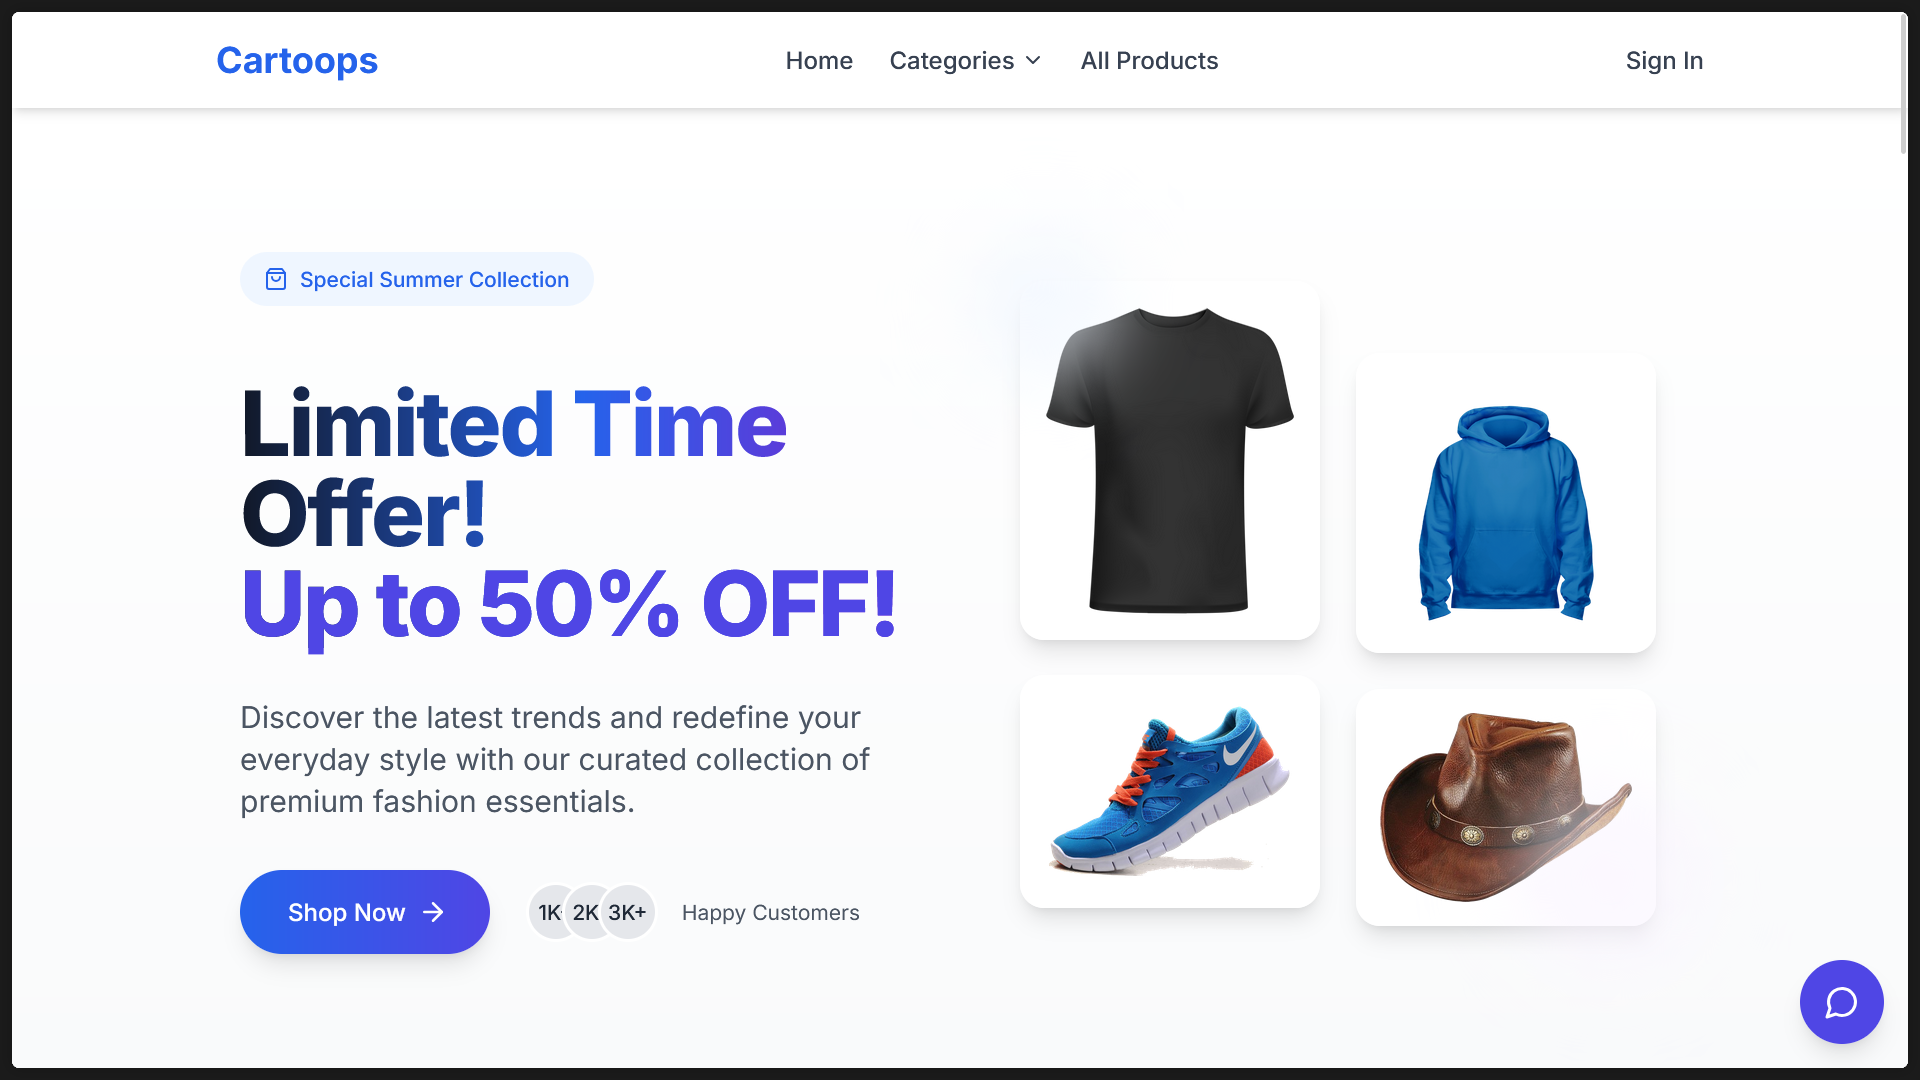 Cartoops
Home
Categories
All Products
Sign In
Special Summer Collection
Limited Time
Offer!
Up to 50% OFF!
Discover the latest trends and redefine your
everyday style with our curated collection of
premium fashion essentials.
Shop Now
1K+ 2K 3K+
Happy Customers